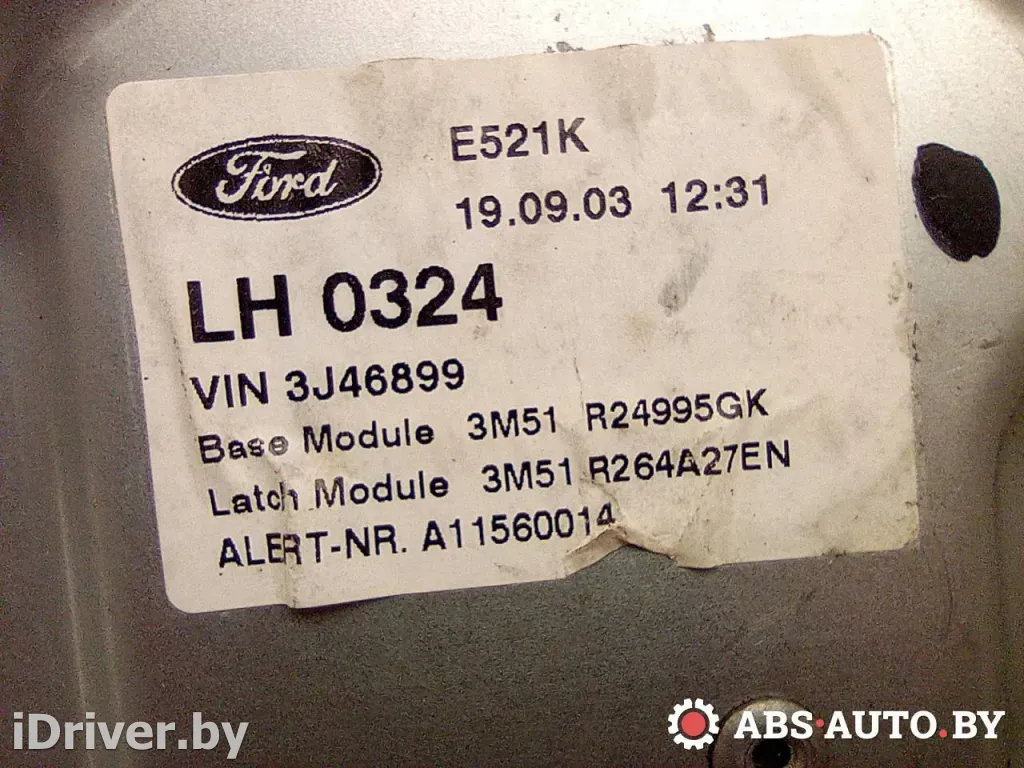 Ford
E521K
19.09.03 12:31
LH 0324
VIN 3J46899
Base Module 3M51 R24995GK
Latch Module 3M51 R264A27EN
ALERT-NR. A11560014
iDriver.by
ABS-AUTO.BY